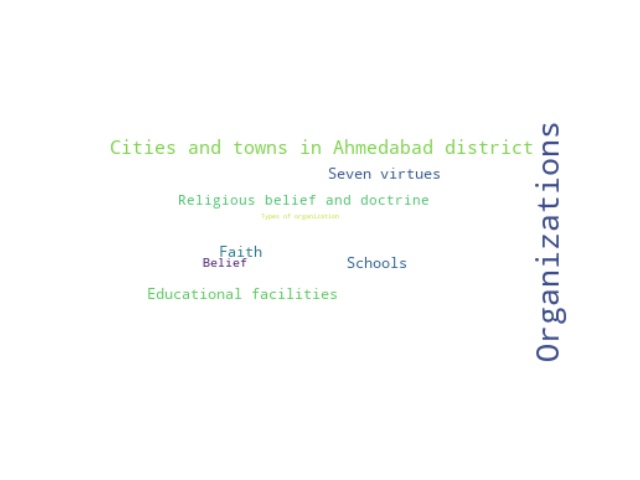 Cities and towns in Ahmedabad district
Seven virtues
Religious belief and doctrine
Types of organization
Faith
Belief
Schools
Educational facilities
Organizations